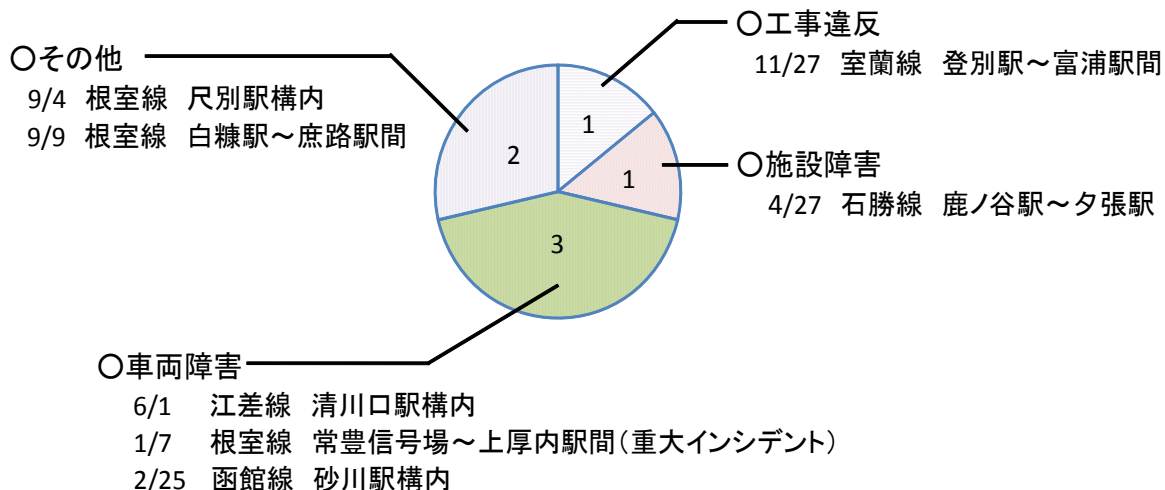 ○工事違反
11/27 室蘭線 登別駅～富浦駅間
○その他
9/4 根室線 尺別駅構内
9/9 根室線 白糠駅～庶路駅間
1
2
1
○施設障害
4/27 石勝線 鹿ノ谷駅～夕張駅
3
○車両障害
6/1 江差線 清川口駅構内
1/7 根室線 常豊信号場～上厚内駅間（重大インシデント）
2/25 函館線 砂川駅構内